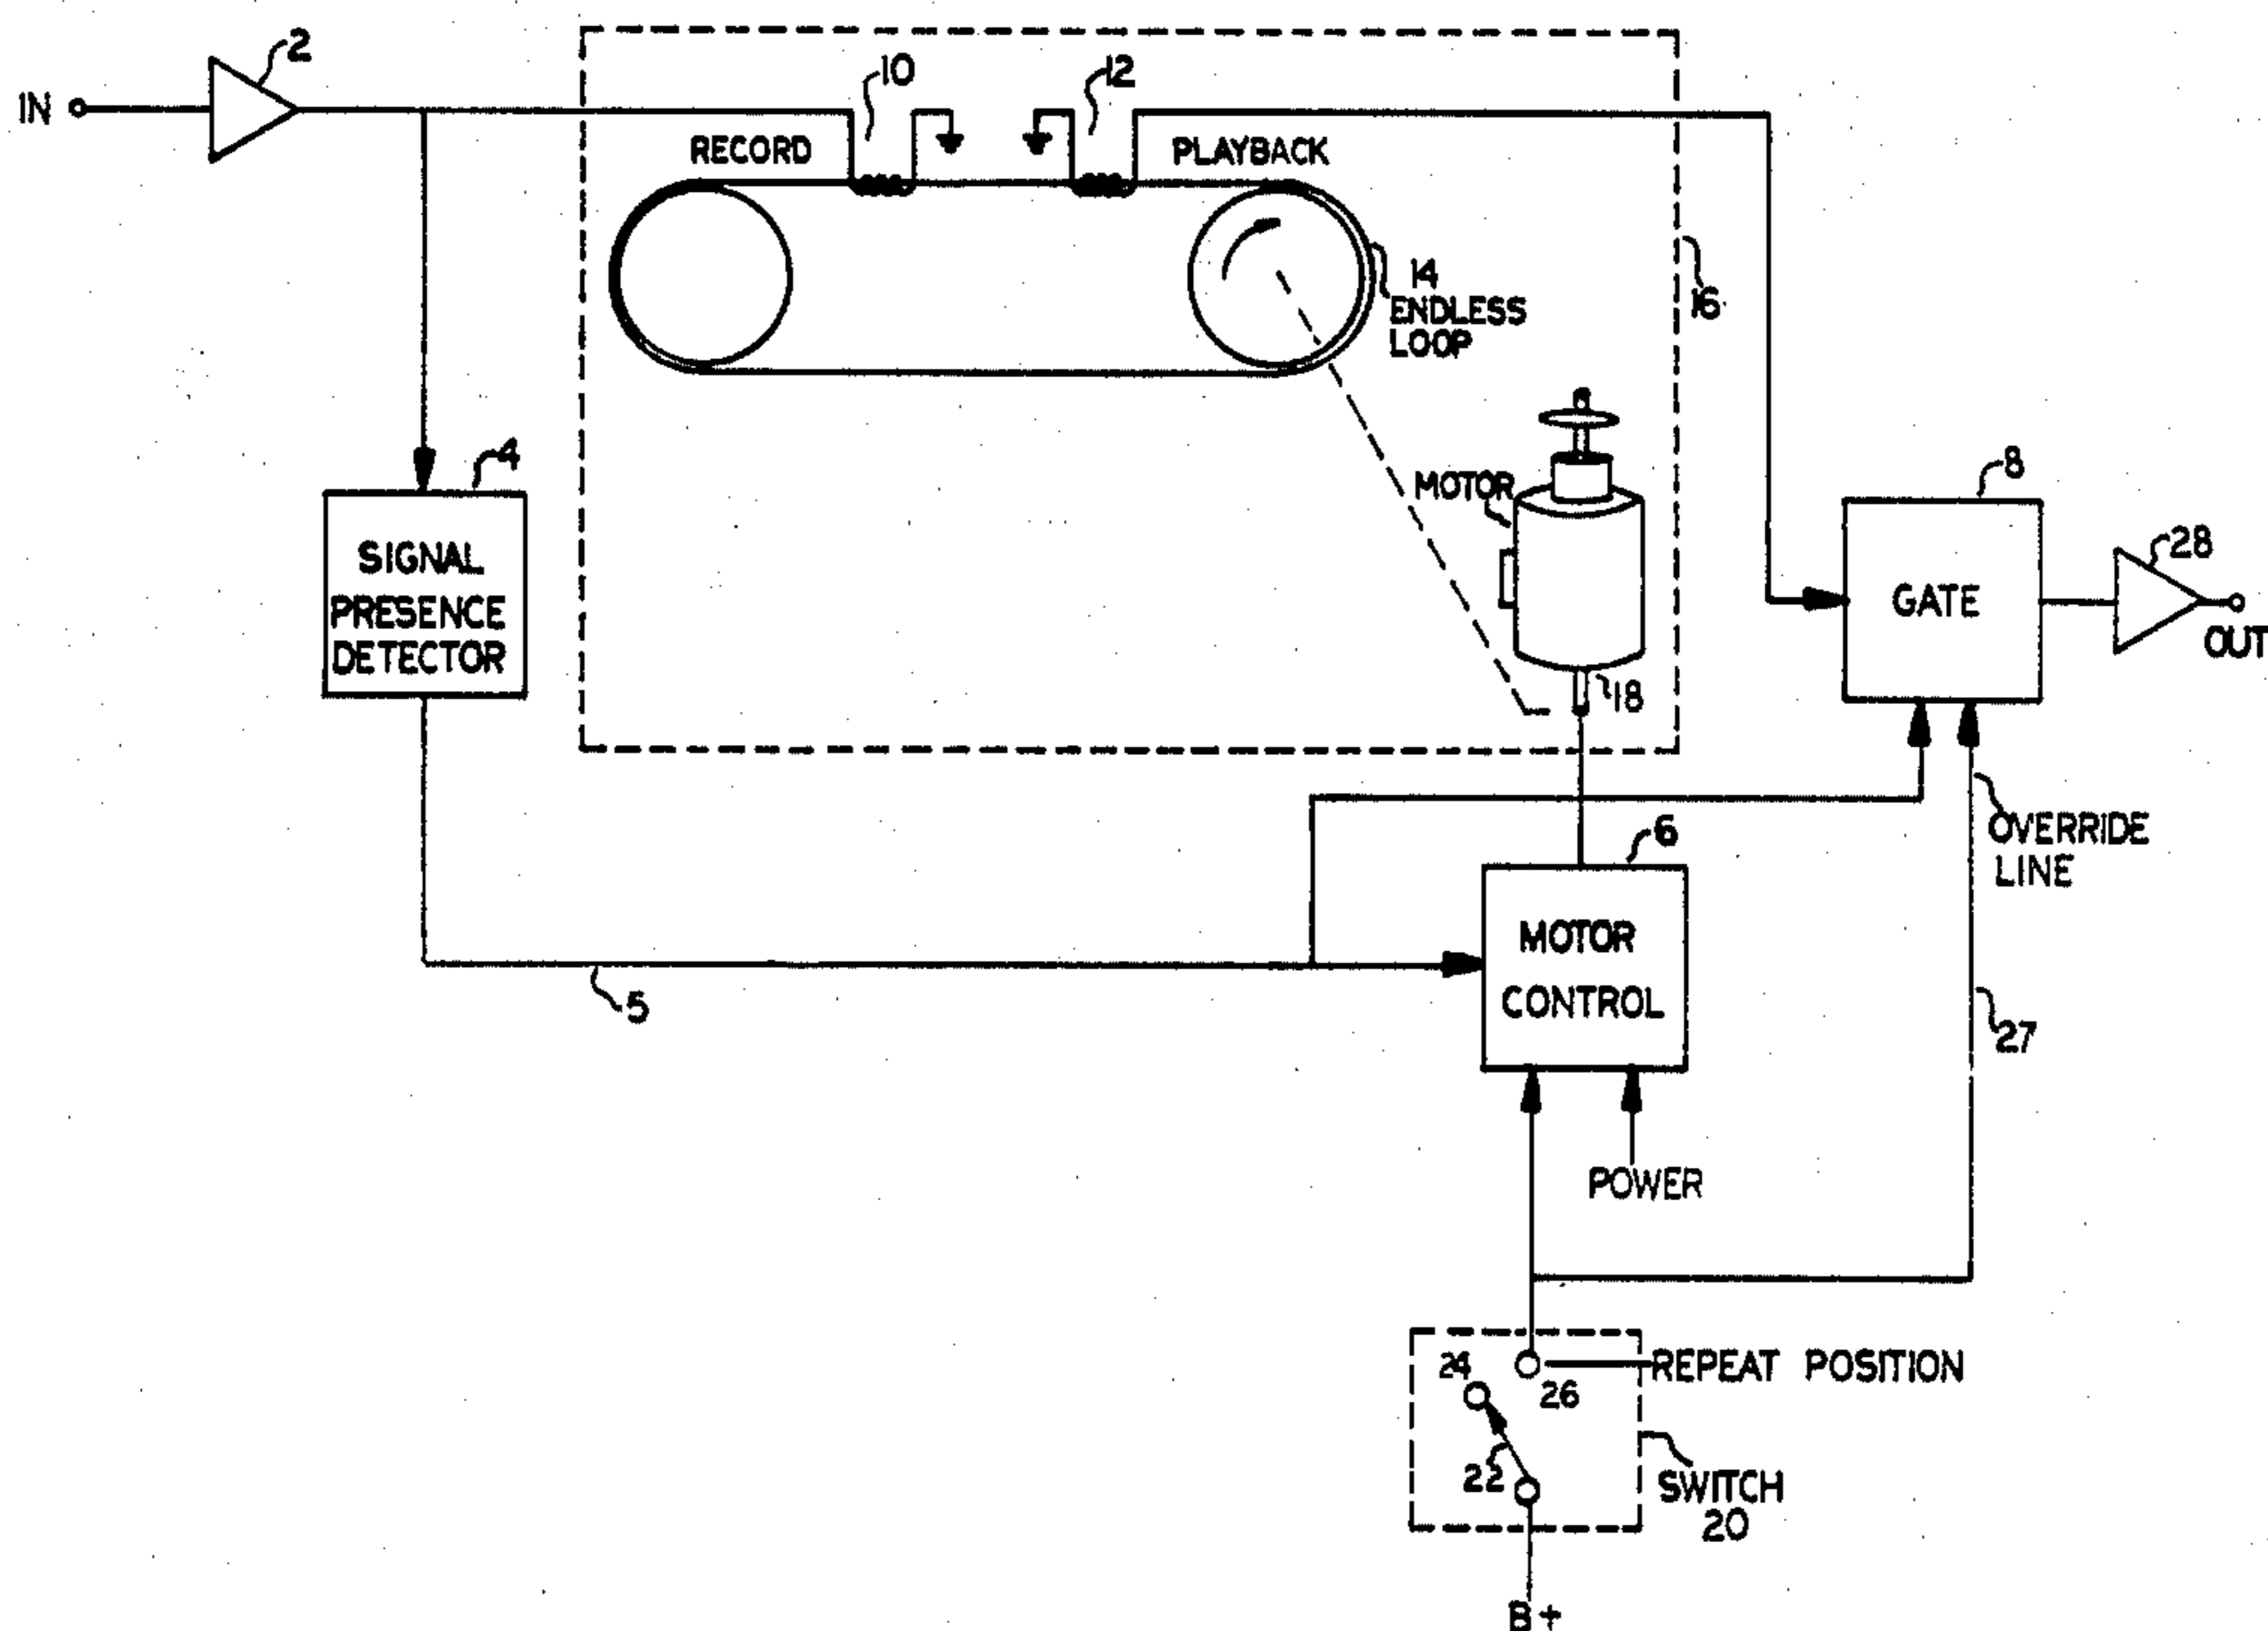 2
IN
10
12
RECORD
PLAYBACK
14
ENDLESS
LOOP
16
4
SIGNAL
PRESENCE
DETECTOR
MOTOR
18
8
GATE
28
OUT
5
6
MOTOR
CONTROL
OVERRIDE
LINE
27
POWER
24
26
REPEAT POSITION
22
SWITCH
20
B+